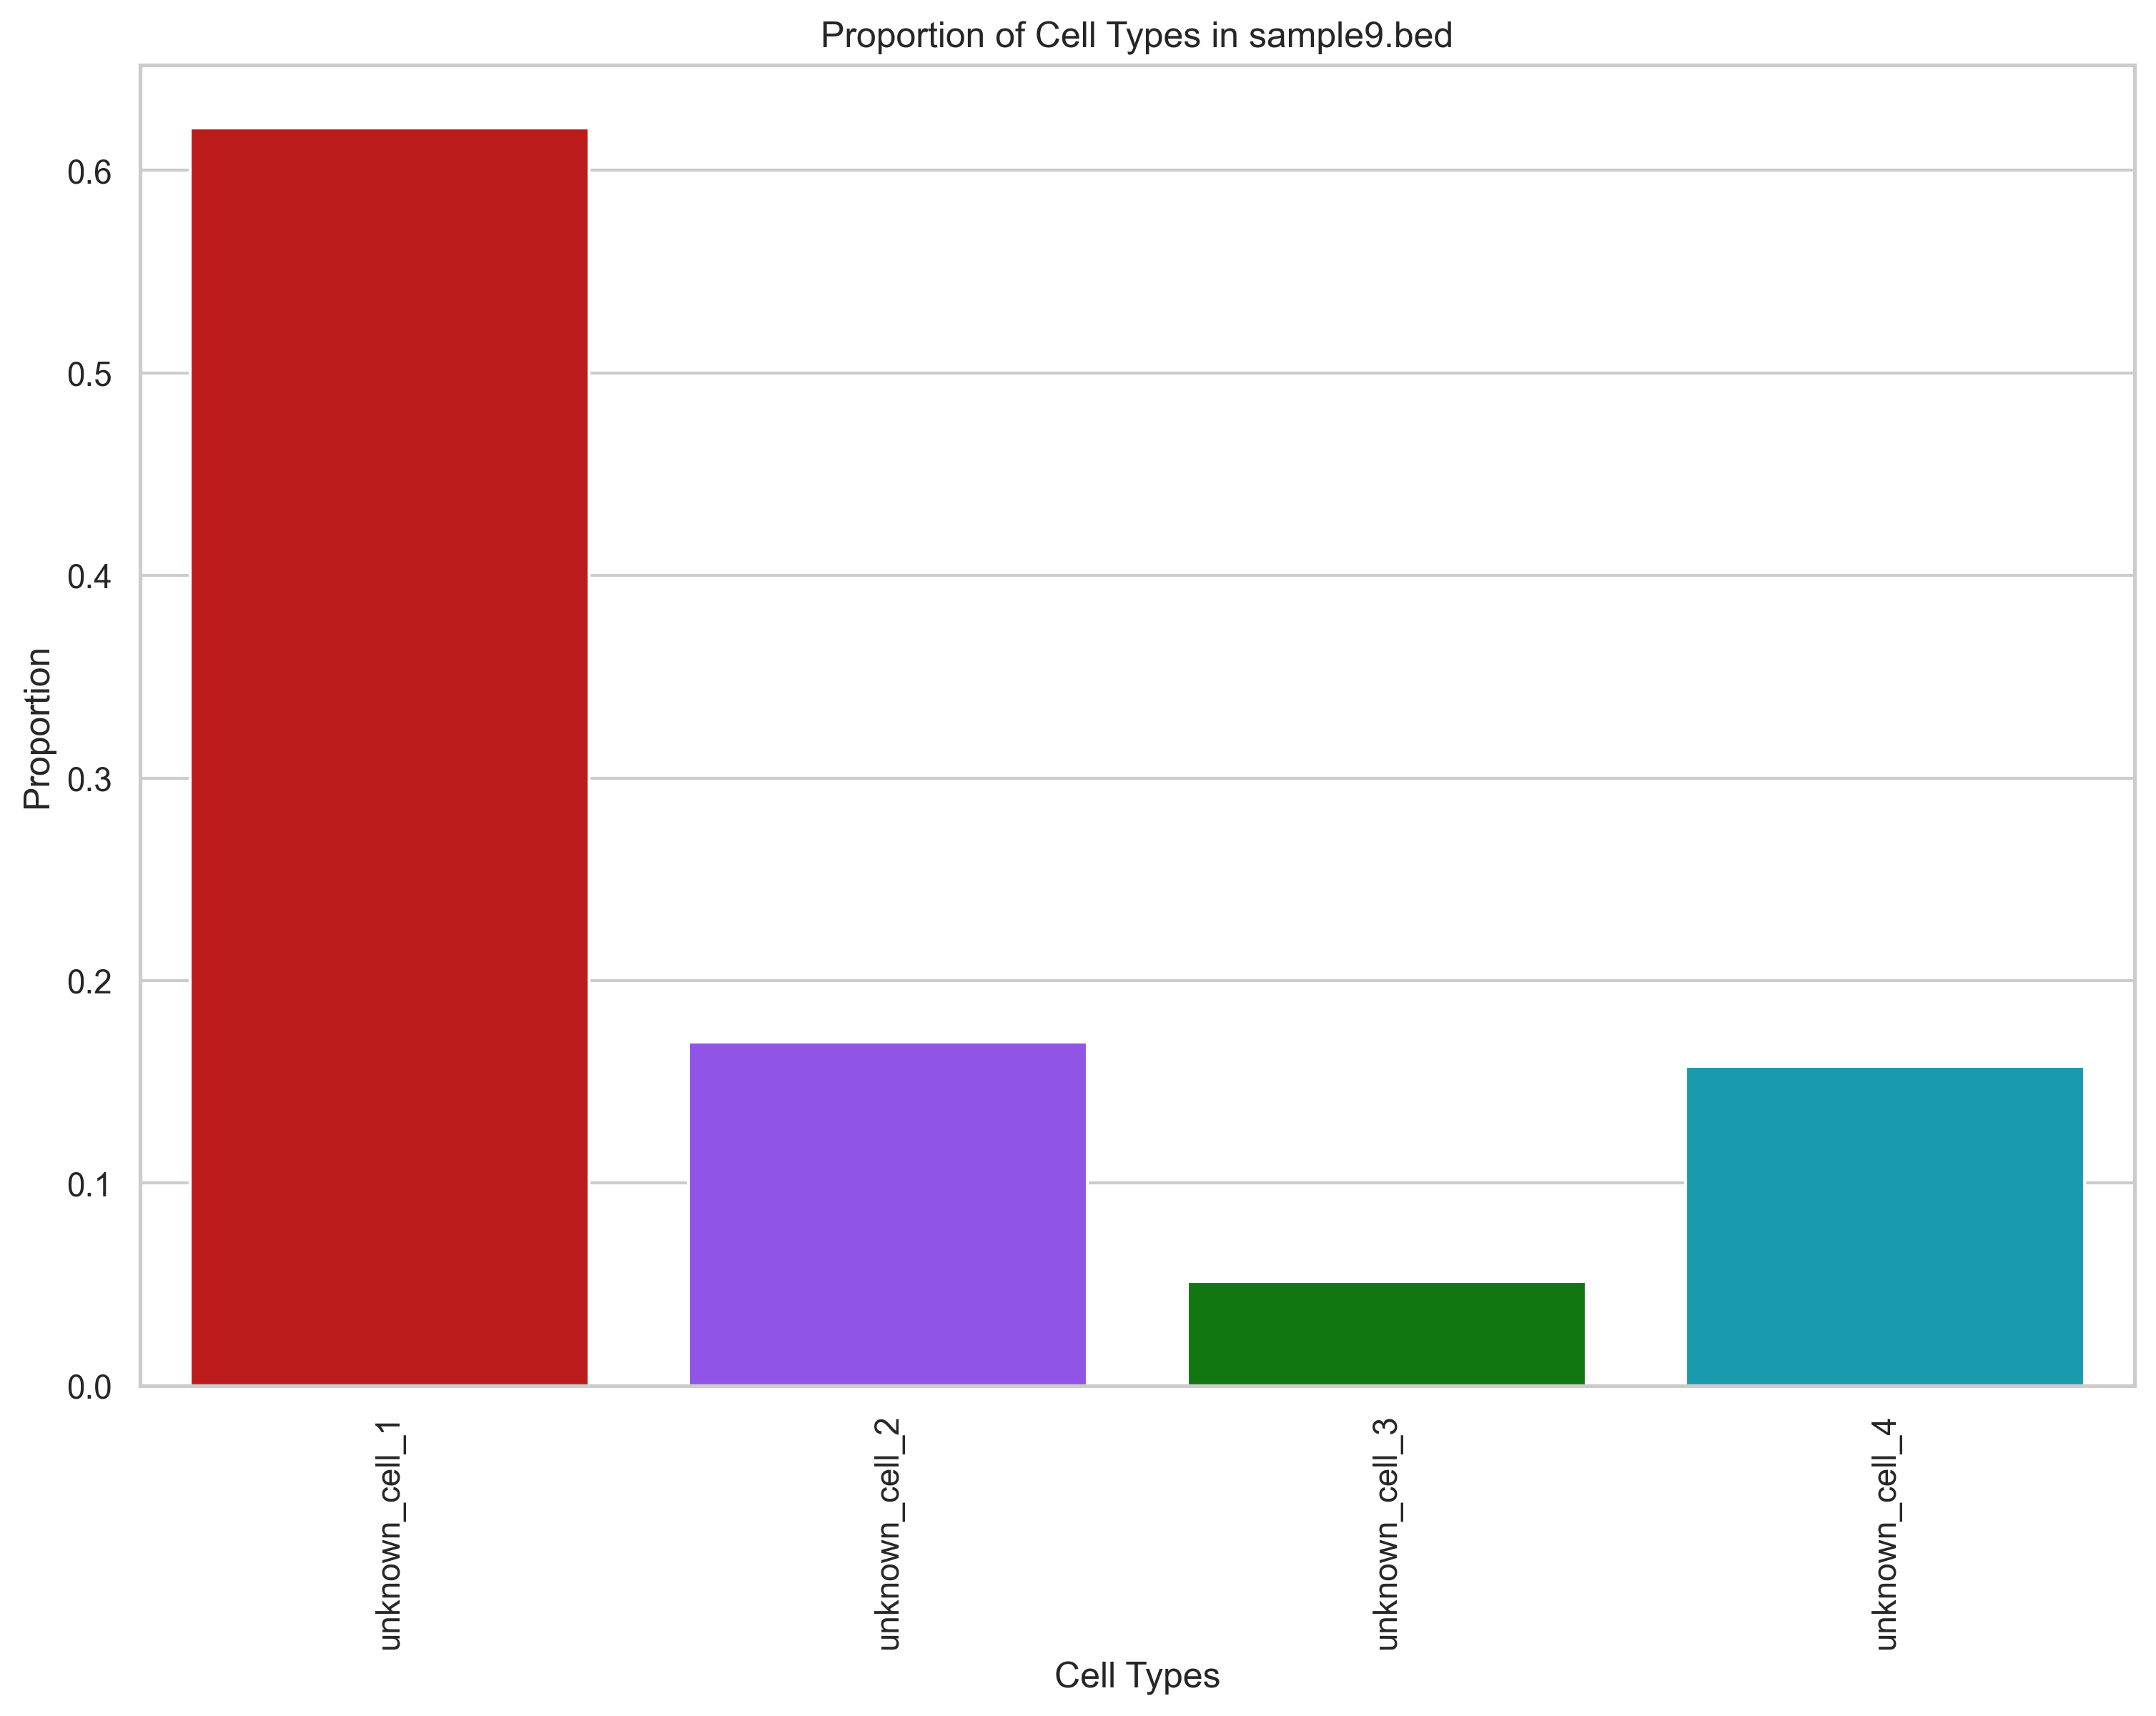 Proportion of Cell Types in sample9.bed
Proportion
0.6
0.5
0.4
0.3
0.2
0.1
0.0
unknown_cell_1
unknown_cell_2
unknown_cell_3
unknown_cell_4
Cell Types